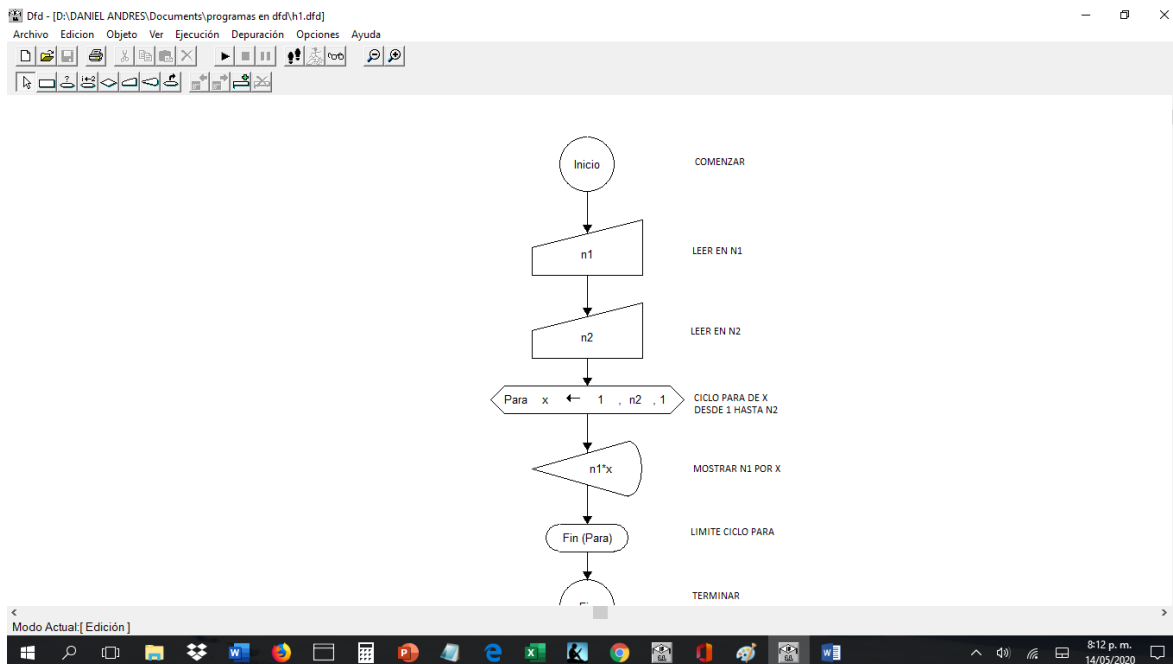 Dfd - [D:\DANIEL ANDRES\Documents\programas en dfd\h1.dfd]
Archivo Edicion Objeto Ver Ejecución Depuración Opciones Ayuda
Inicio COMENZAR
n1 LEER EN N1
n2 LEER EN N2
Para x ← 1 , n2 , 1 CICLO PARA DE X
DESDE 1 HASTA N2
n1*x MOSTRAR N1 POR X
Fin (Para) LIMITE CICLO PARA
TERMINAR
Modo Actual:[ Edición ]
8:12 p. m.
14/05/2020